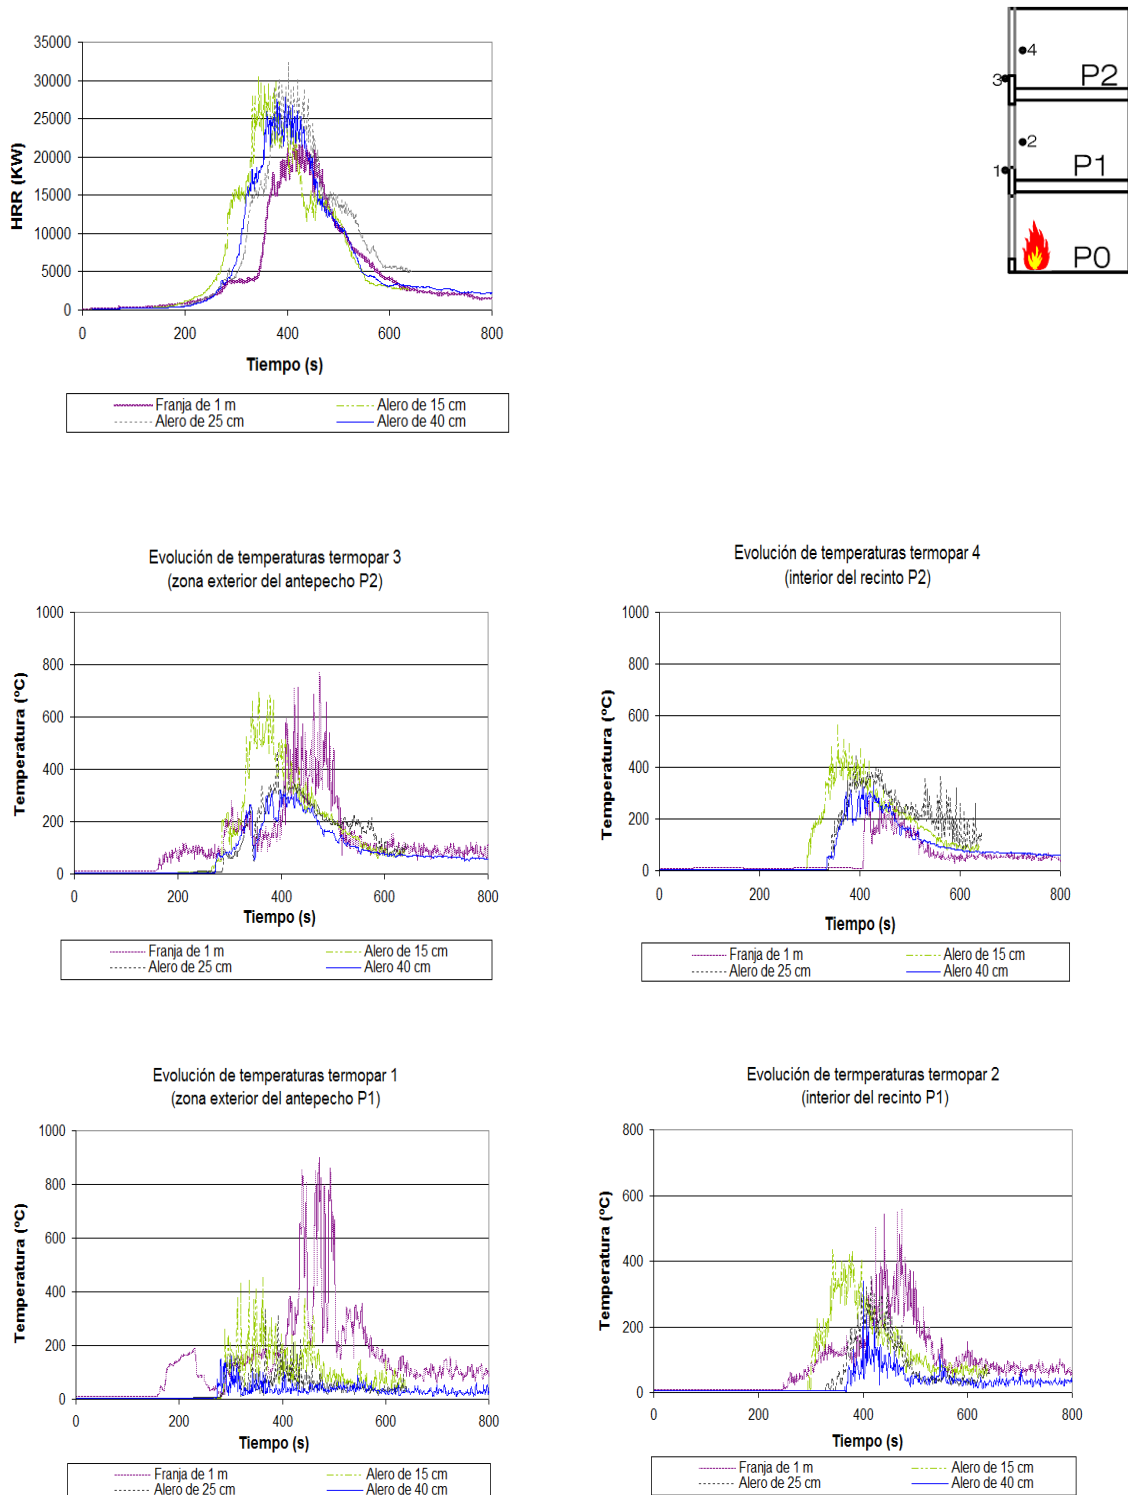 35000
30000
25000
20000
15000
10000
5000
0
HRR (KW)
0 200 400 600 800
Tiempo (s)
Franja de 1 m Alero de 15 cm
Alero de 25 cm Alero de 40 cm
4
3 P2
2
1 P1
P0
Evolución de temperaturas termopar 3
(zona exterior del antepecho P2)
1000
800
600
400
200
0
Temperatura (ºC)
0 200 400 600 800
Tiempo (s)
Franja de 1 m Alero de 15 cm
Alero de 25 cm Alero 40 cm
Evolución de temperaturas termopar 4
(interior del recinto P2)
1000
800
600
400
200
0
Temperatura (ºC)
0 200 400 600 800
Tiempo (s)
Franja de 1 m Alero de 15 cm
Alero de 25 cm Alero 40 cm
Evolución de temperaturas termopar 1
(zona exterior del antepecho P1)
1000
800
600
400
200
0
Temperatura (ºC)
0 200 400 600 800
Tiempo (s)
Franja de 1 m Alero de 15 cm
Alero de 25 cm Alero de 40 cm
Evolución de termperaturas termopar 2
(interior del recinto P1)
800
600
400
200
0
Temperatura (ºC)
0 200 400 600 800
Tiempo (s)
Franja de 1 m Alero de 15 cm
Alero de 25 cm Alero de 40 cm